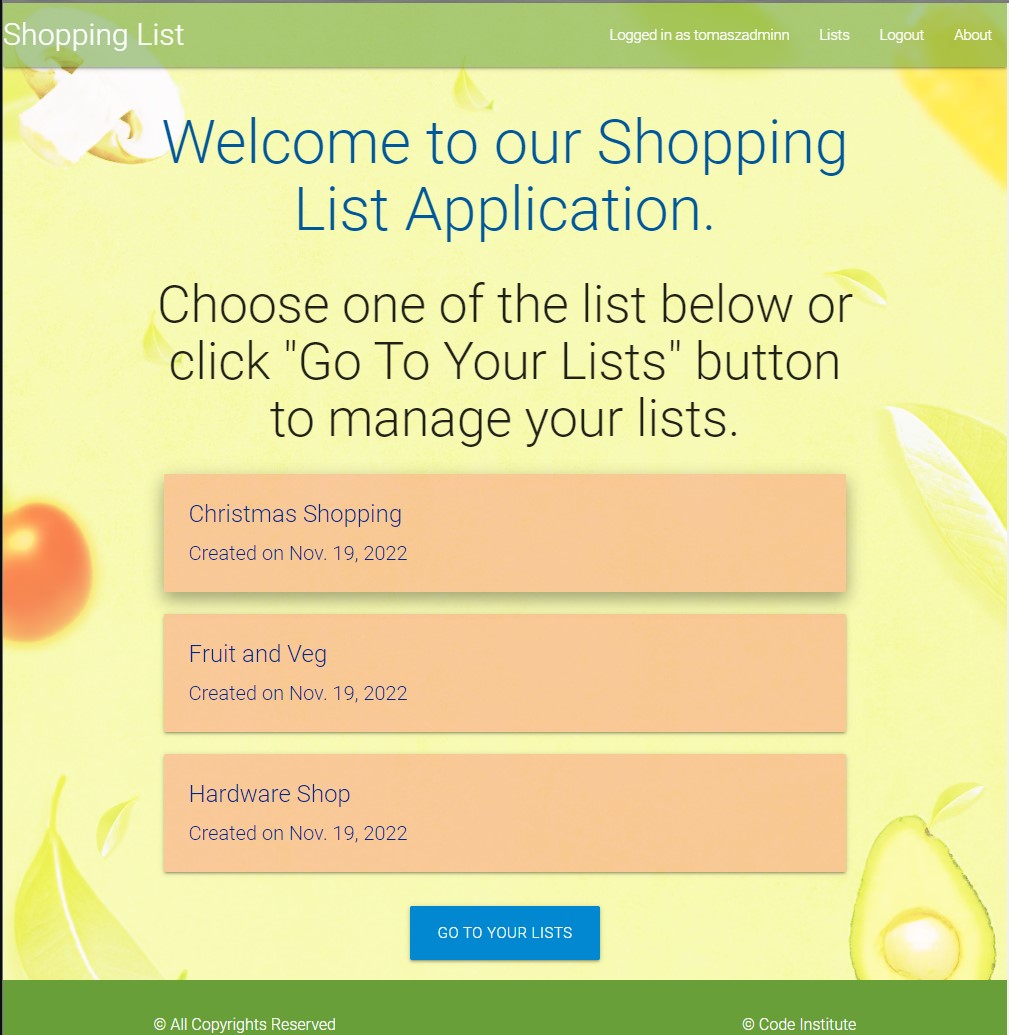 Shopping List
Logged in as tomaszadminn
Lists
Logout
About
Welcome to our Shopping
List Application.
Choose one of the list below or
click "Go To Your Lists" button
to manage your lists.
Christmas Shopping
Created on Nov. 19, 2022
Fruit and Veg
Created on Nov. 19, 2022
Hardware Shop
Created on Nov. 19, 2022
GO TO YOUR LISTS
© All Copyrights Reserved
© Code Institute